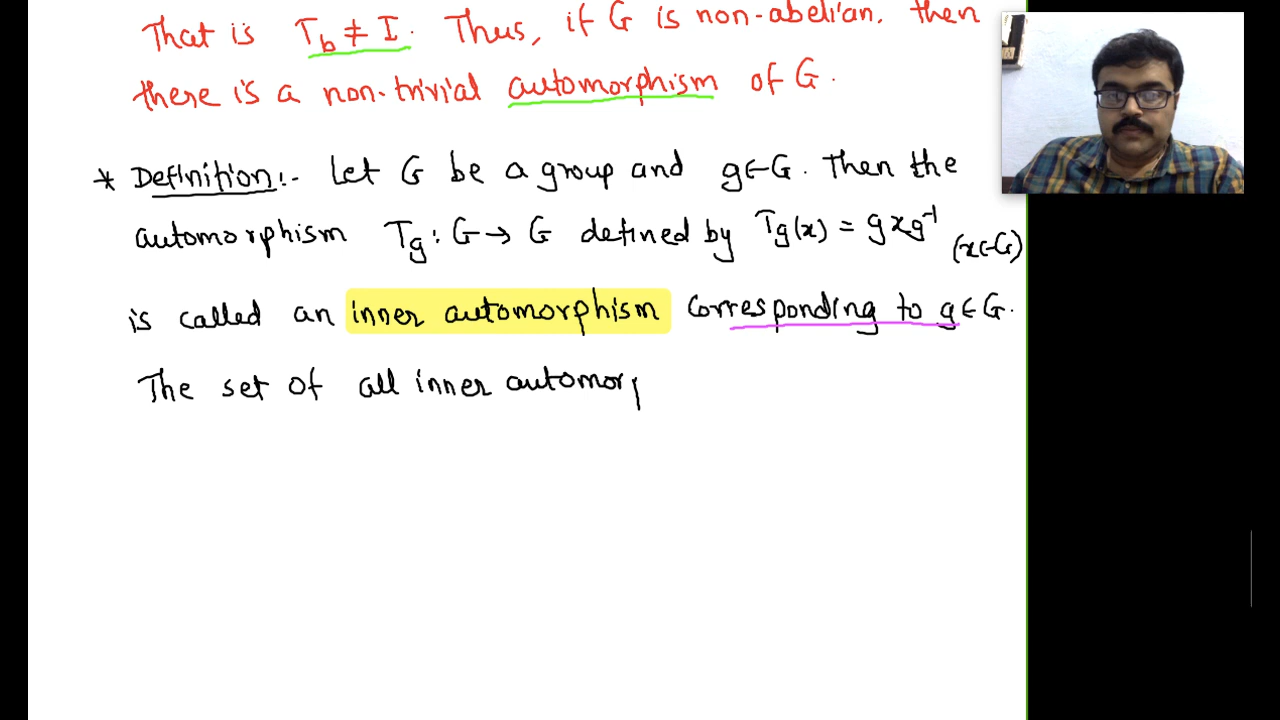 That is T_b ≠ I. Thus, if G is non-abelian. then
there is a non-trivial automorphism of G.
* Definition:- Let G be a group and g∈G. Then the
automorphism T_g : G → G defined by T_g(x) = gxg⁻¹ (x∈G)
is called an inner automorphism corresponding to g∈G.
The set of all inner automorp